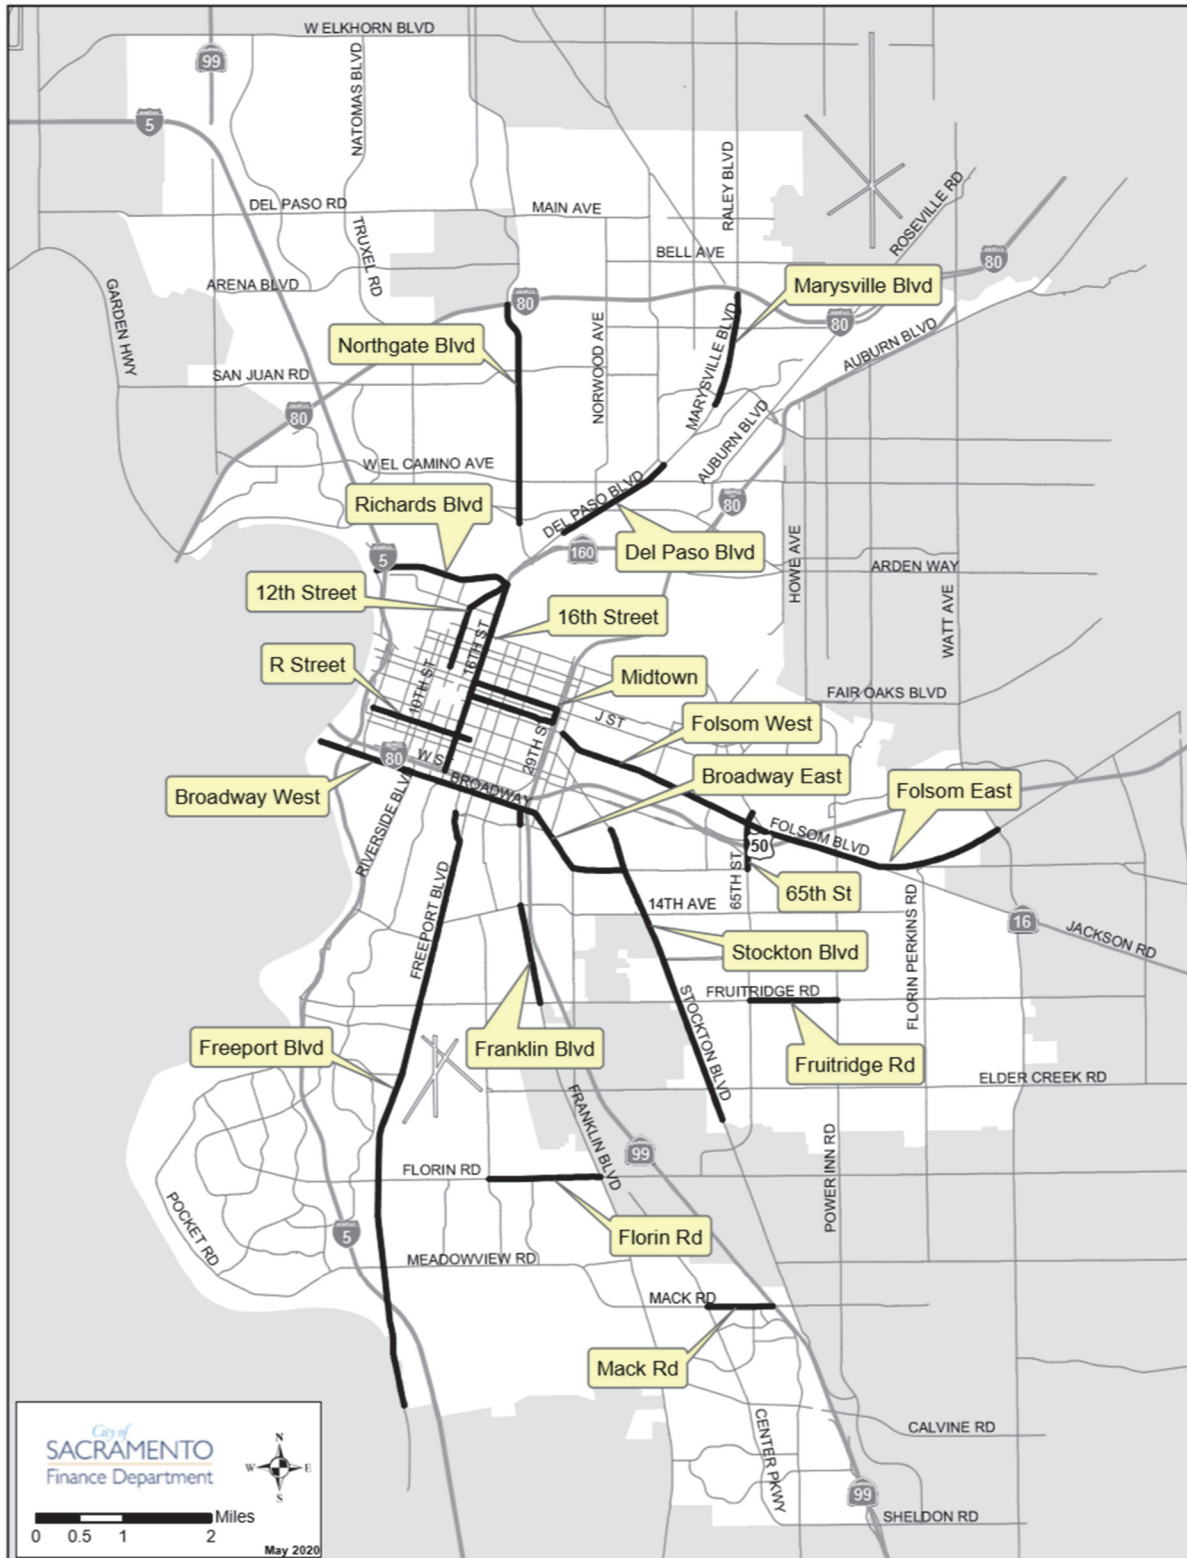 W ELKHORN BLVD
99
5
NATOMAS BLVD
RALEY BLVD
DEL PASO RD
MAIN AVE
ROSEVILLE RD
TRUXEL RD
BELL AVE
80
ARENA BLVD
Marysville Blvd
GARDEN HWY
80
80
Northgate Blvd
NORWOOD AVE
MARYSVILLE BLVD
AUBURN BLVD
SAN JUAN RD
80
AUBURN BLVD
W EL CAMINO AVE
Richards Blvd
DEL PASO BLVD
80
5
160
Del Paso Blvd
HOWE AVE
ARDEN WAY
12th Street
16th Street
WATT AVE
16TH ST
R Street
10TH ST
Midtown
FAIR OAKS BLVD
J ST
Folsom West
29TH ST
80
W ST
BROADWAY
Broadway East
Broadway West
Folsom East
RIVERSIDE BLVD
FOLSOM BLVD
50
65TH ST
65th St
FREEPORT BLVD
14TH AVE
FLORIN PERKINS RD
16
JACKSON RD
Stockton Blvd
FRUITRIDGE RD
STOCKTON BLVD
Freeport Blvd
Franklin Blvd
Fruitridge Rd
ELDER CREEK RD
FRANKLIN BLVD
99
POWER INN RD
FLORIN RD
POCKET RD
5
Florin Rd
MEADOWVIEW RD
MACK RD
Mack Rd
CENTER PKWY
CALVINE RD
99
SHELDON RD
City of
SACRAMENTO
Finance Department
N
W E
S
Miles
0 0.5 1 2
May 2020